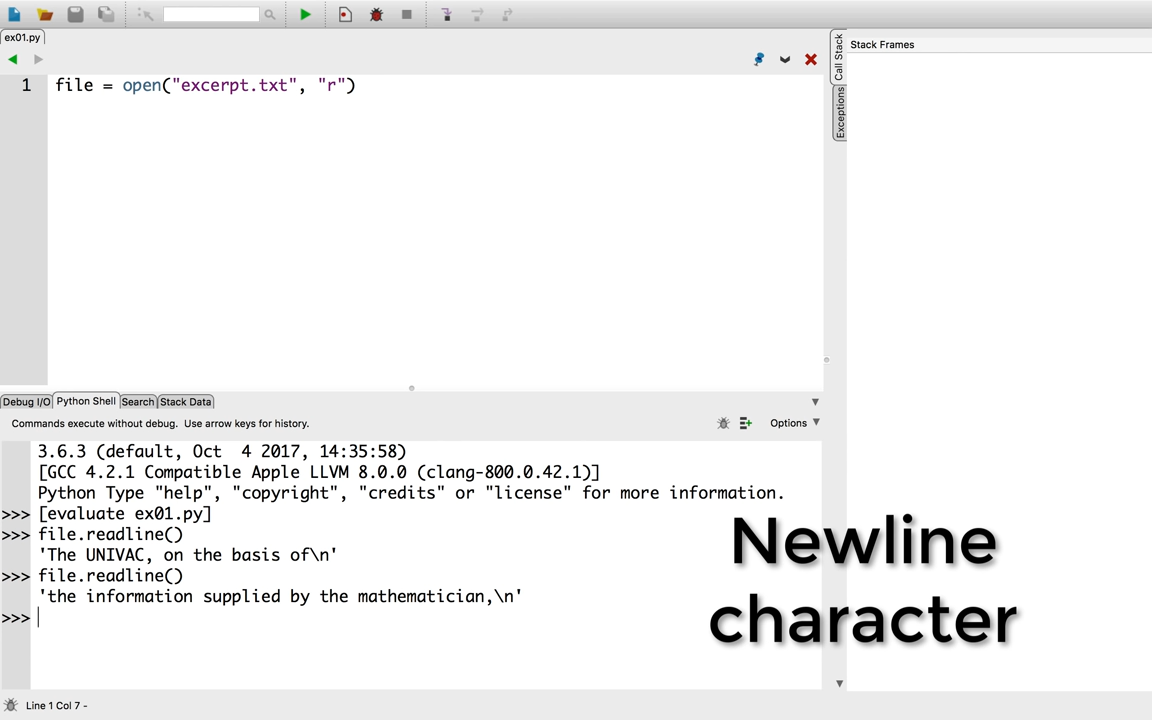 ex01.py
1 file = open("excerpt.txt", "r")
Call Stack
Exceptions
Stack Frames
Debug I/O Python Shell Search Stack Data
Commands execute without debug. Use arrow keys for history.
Options
3.6.3 (default, Oct  4 2017, 14:35:58)
[GCC 4.2.1 Compatible Apple LLVM 8.0.0 (clang-800.0.42.1)]
Python Type "help", "copyright", "credits" or "license" for more information.
>>> [evaluate ex01.py]
>>> file.readline()
'The UNIVAC, on the basis of\n'
>>> file.readline()
'the information supplied by the mathematician,\n'
>>>
Newline
character
Line 1 Col 7 -